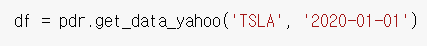 df = pdr.get_data_yahoo('TSLA', '2020-01-01')